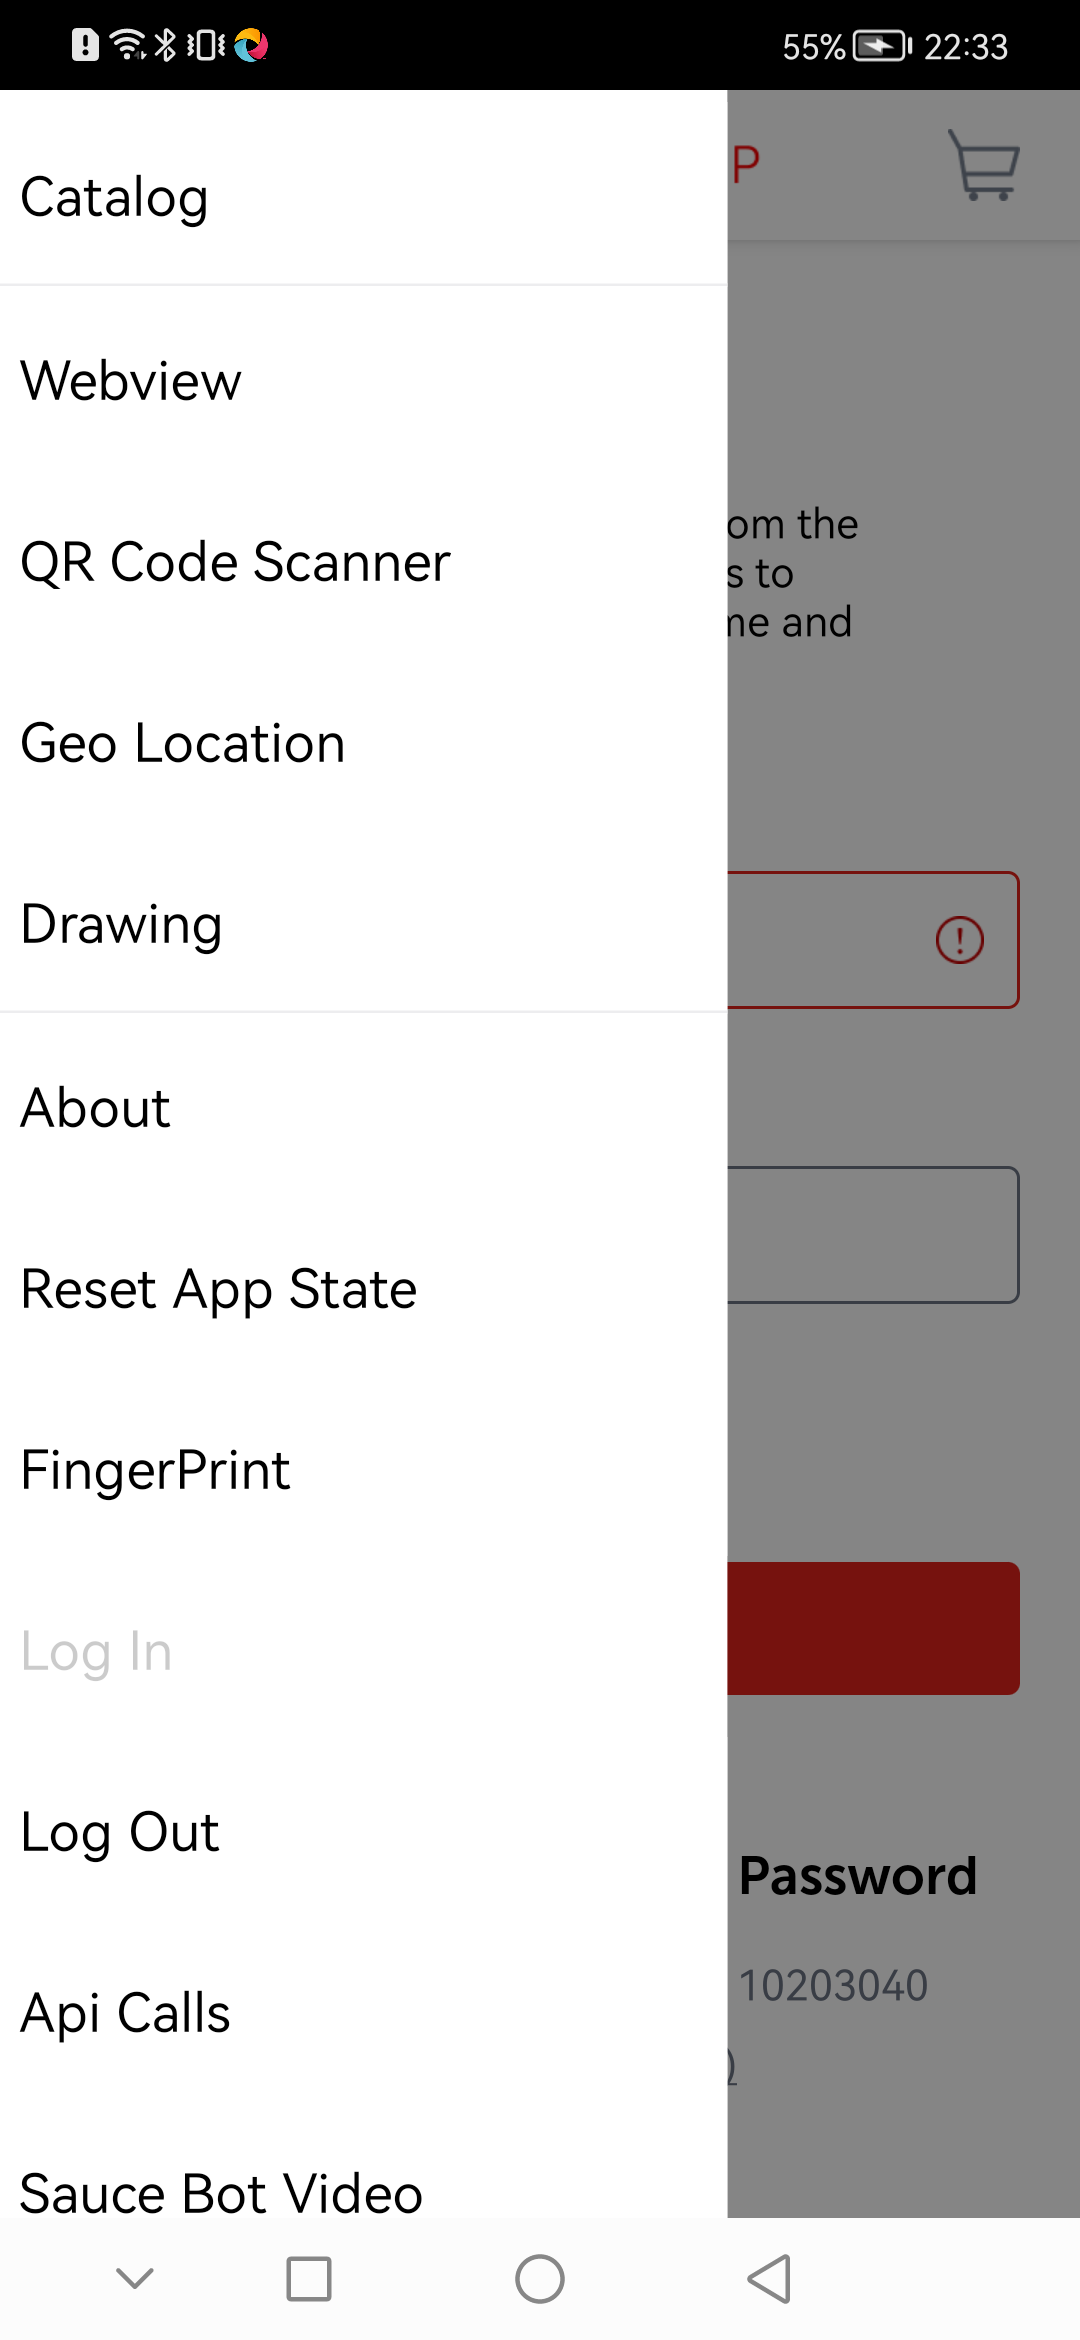 55% 22:33
P
Catalog
Webview
QR Code Scanner
om the
s to
me and
Geo Location
Drawing
About
Reset App State
FingerPrint
Log In
Log Out
Password
10203040
Api Calls
Sauce Bot Video